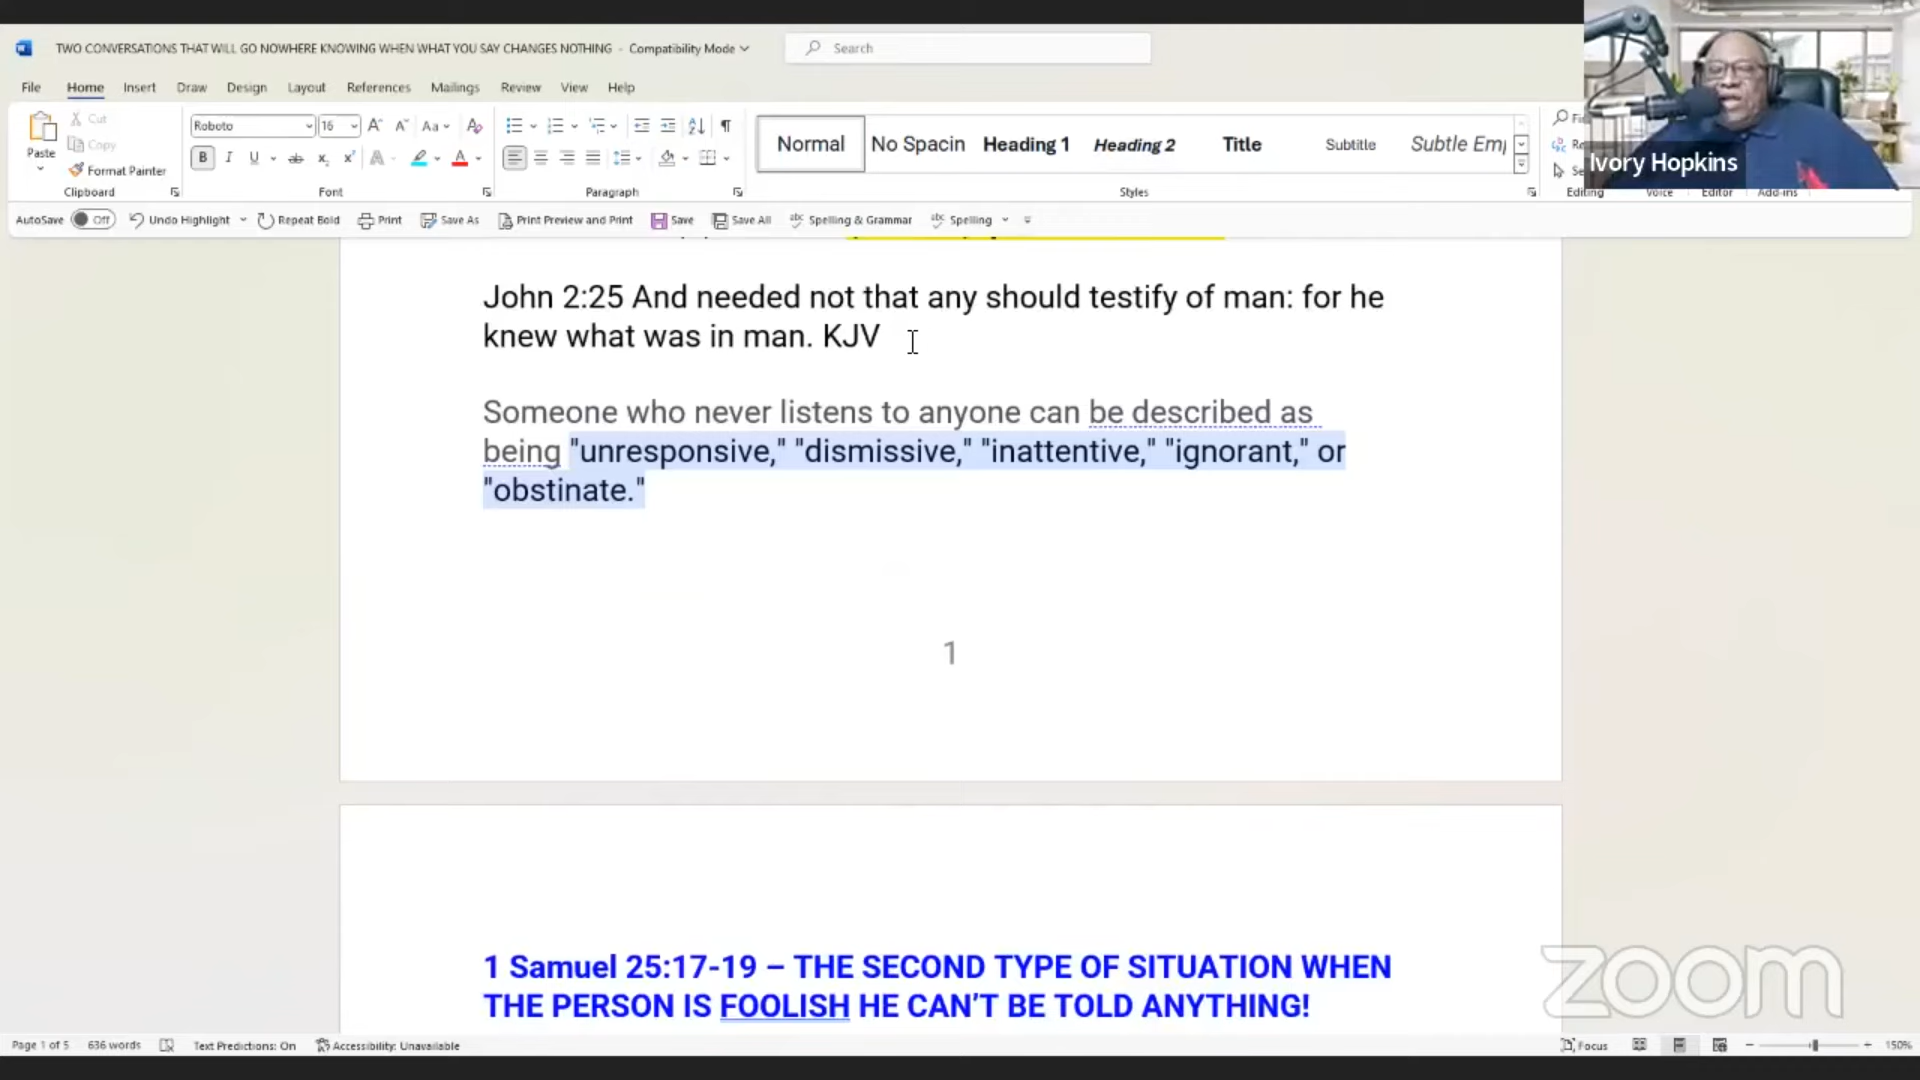 TWO CONVERSATIONS THAT WILL GO NOWHERE KNOWING WHEN WHAT YOU SAY CHANGES NOTHING - Compatibility Mode
Search
File Home Insert Draw Design Layout References Mailings Review View Help
Paste
Cut
Copy
Format Painter
Roboto 16
Normal No Spacin Heading 1 Heading 2 Title Subtitle Subtle Em
Ivory Hopkins
Clipboard Font Paragraph Styles Editing Voice Editor Add-ins
AutoSave Off Undo Highlight Repeat Bold Print Save As Print Preview and Print Save Save All Spelling & Grammar Spelling
John 2:25 And needed not that any should testify of man: for he
knew what was in man. KJV
Someone who never listens to anyone can be described as
being "unresponsive," "dismissive," "inattentive," "ignorant," or
"obstinate."
1
1 Samuel 25:17-19 – THE SECOND TYPE OF SITUATION WHEN
THE PERSON IS FOOLISH HE CAN’T BE TOLD ANYTHING!
zoom
Page 1 of 5 636 words Text Predictions: On Accessibility: Unavailable Focus 150%